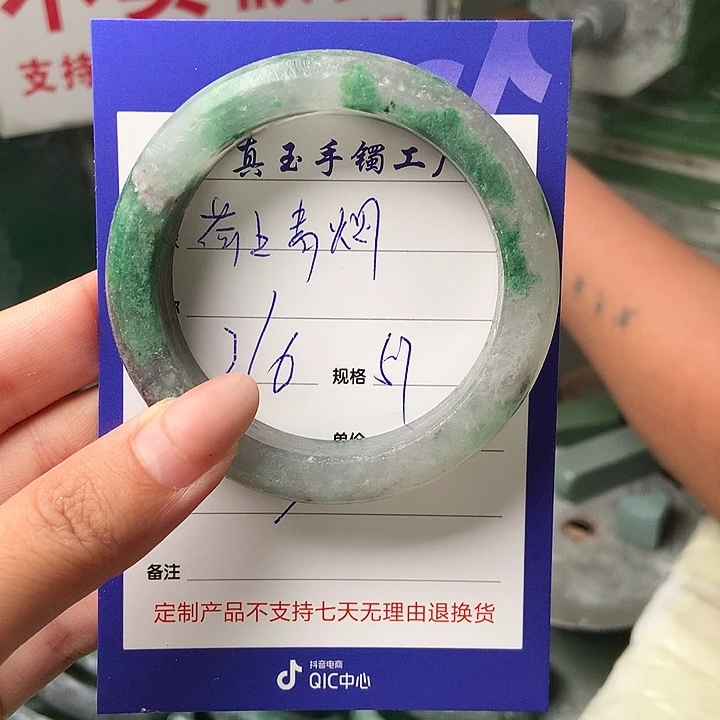 支持
真玉手镯工厂
荷上青烟
规格 57
单价
备注
定制产品不支持七天无理由退换货
抖音电商
QIC中心